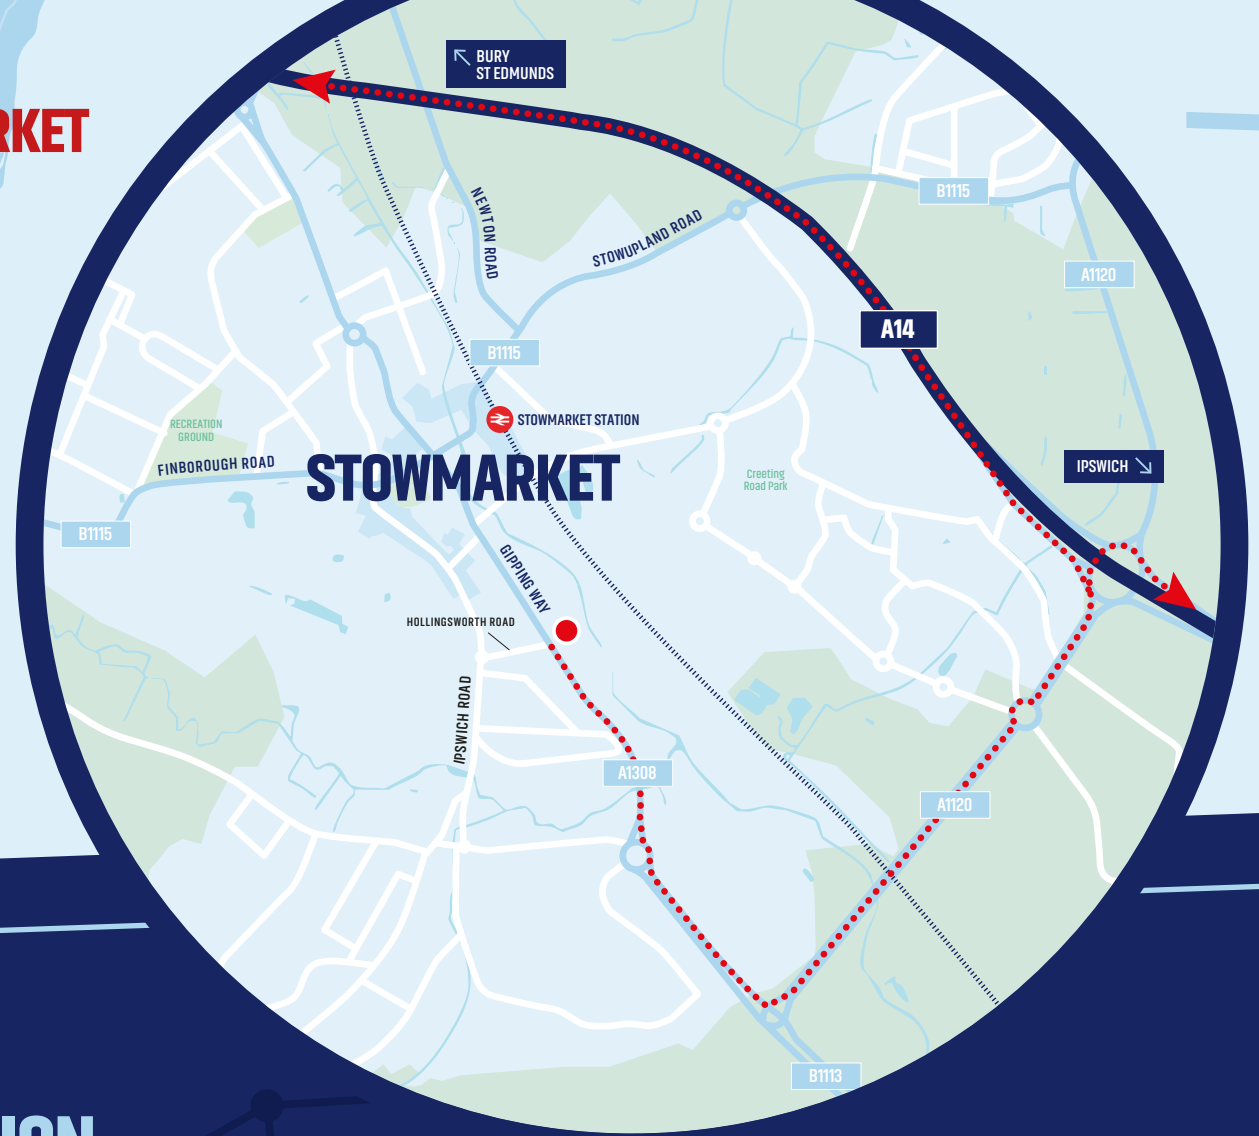 BURY
ST EDMUNDS
RKET
NEWTON ROAD
B1115
STOWUPLAND ROAD
A1120
A14
B1115
STOWMARKET STATION
RECREATION
GROUND
FINBOROUGH ROAD
STOWMARKET
IPSWICH
Creeting
Road Park
B1115
GIPPING WAY
HOLLINGSWORTH ROAD
IPSWICH ROAD
A1308
A1120
B1113
ION